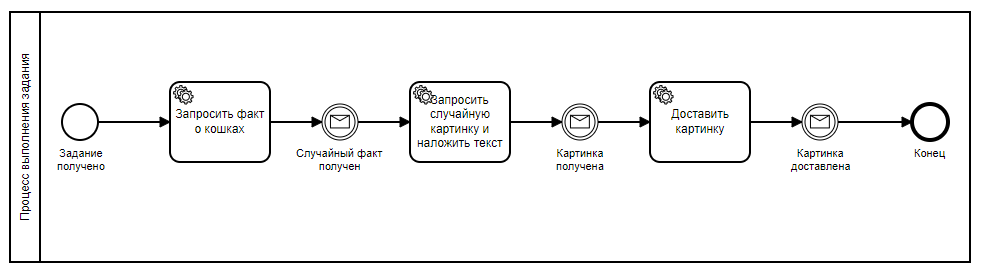 Процесс выполнения задания
Задание
получено
Запросить факт
о кошках
Случайный факт
получен
Запросить
случайную
картинку и
наложить текст
Картинка
получена
Доставить
картинку
Картинка
доставлена
Конец